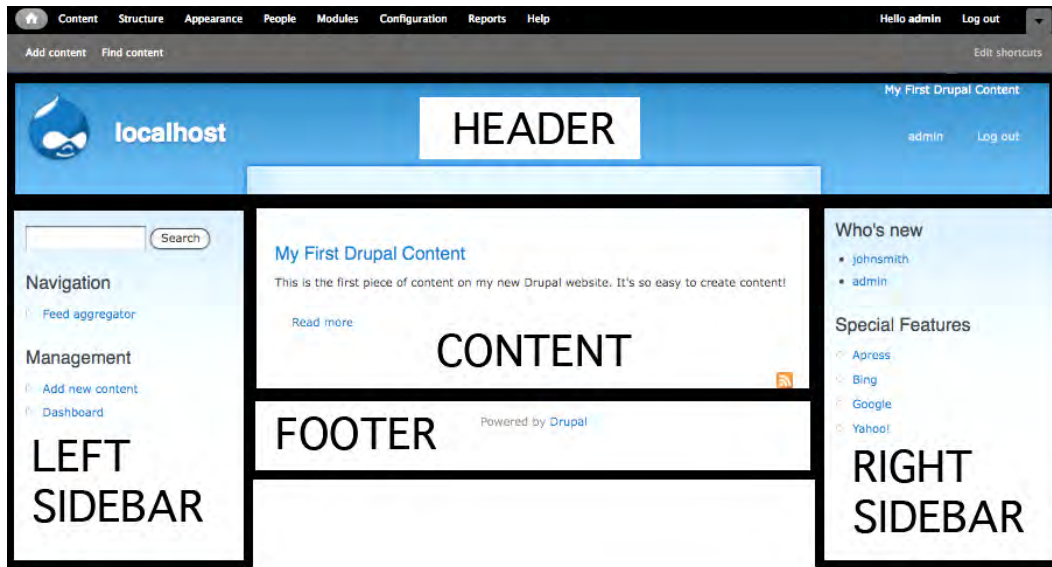 Content Structure Appearance People Modules Configuration Reports Help Hello admin Log out
Add content Find content Edit shortcuts
My First Drupal Content
localhost
HEADER
admin Log out
Search
Navigation
Feed aggregator
Management
Add new content
Dashboard
LEFT
SIDEBAR
My First Drupal Content
This is the first piece of content on my new Drupal website. It's so easy to create content!
Read more
CONTENT
FOOTER
Powered by Drupal
Who's new
johnsmith
admin
Special Features
Apress
Bing
Google
Yahoo!
RIGHT
SIDEBAR